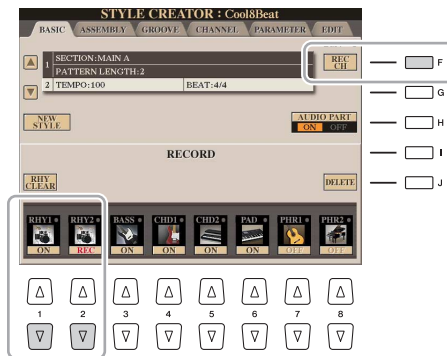 STYLE CREATOR : Cool8Beat
BASIC ASSEMBLY GROOVE CHANNEL PARAMETER EDIT
1 SECTION:MAIN A
PATTERN LENGTH:2
2 TEMPO:100 BEAT:4/4
REC CH
F
G
NEW STYLE
AUDIO PART
ON OFF
H
RECORD
I
RHY CLEAR
DELETE
J
RHY1 RHY2 BASS CHD1 CHD2 PAD PHR1 PHR2
ON REC ON ON ON ON OFF OFF
1 2 3 4 5 6 7 8